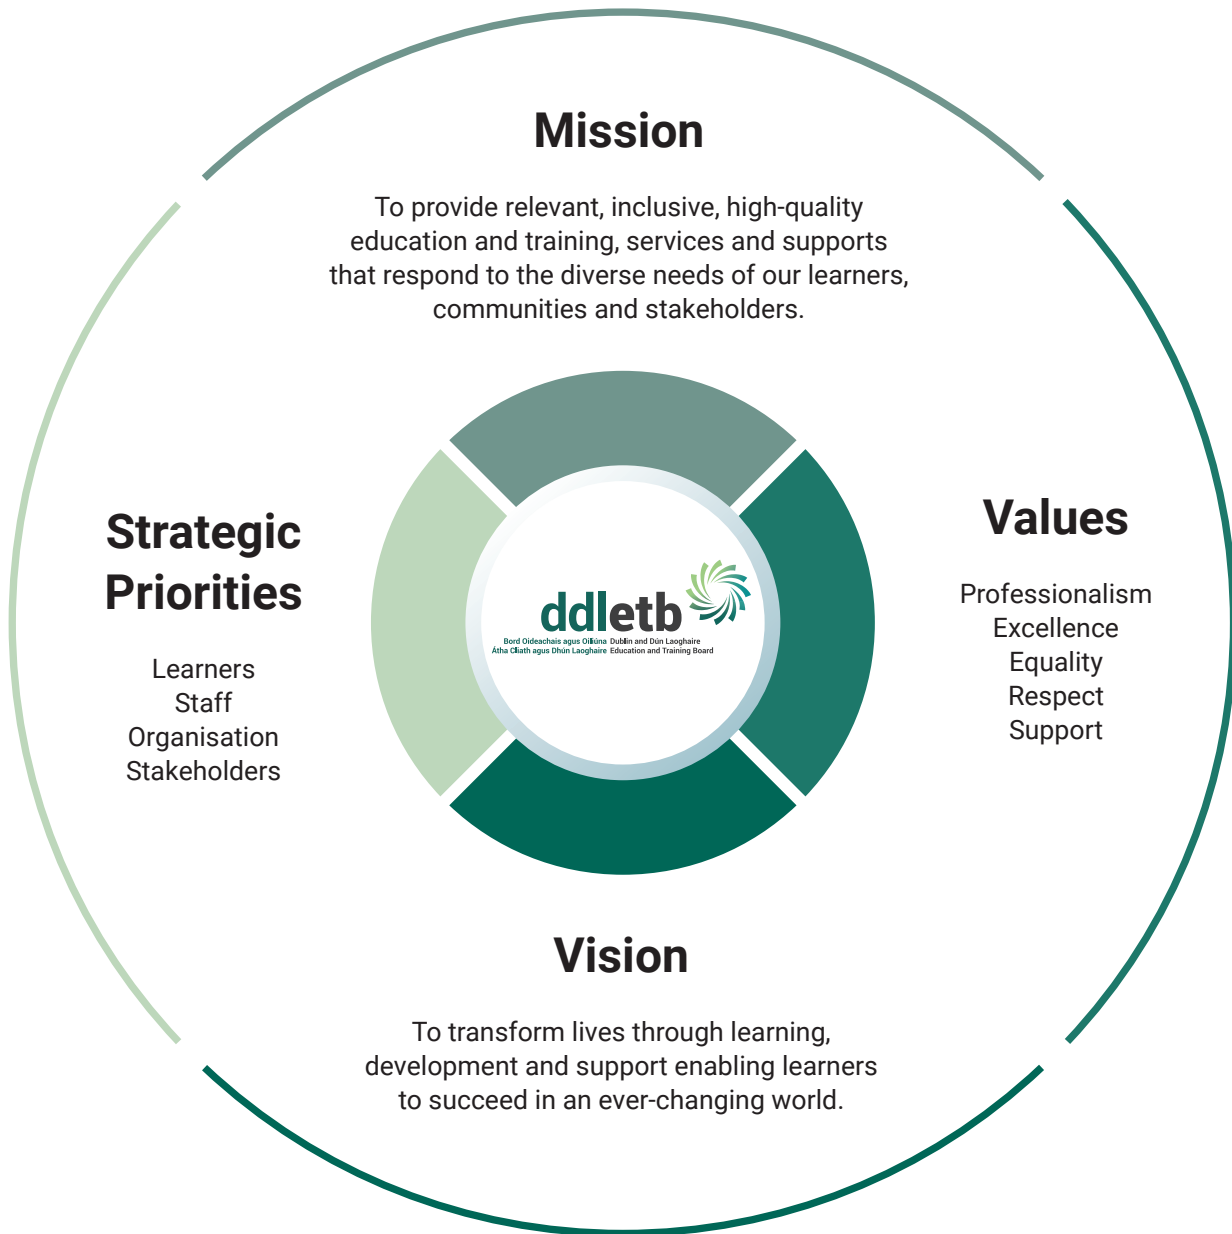 Mission
To provide relevant, inclusive, high-quality
education and training, services and supports
that respond to the diverse needs of our learners,
communities and stakeholders.
Strategic
Priorities
Learners
Staff
Organisation
Stakeholders
ddletb
Bord Oideachais agus Oiliúna Dublin and Dún Laoghaire
Átha Cliath agus Dhún Laoghaire Education and Training Board
Values
Professionalism
Excellence
Equality
Respect
Support
Vision
To transform lives through learning,
development and support enabling learners
to succeed in an ever-changing world.